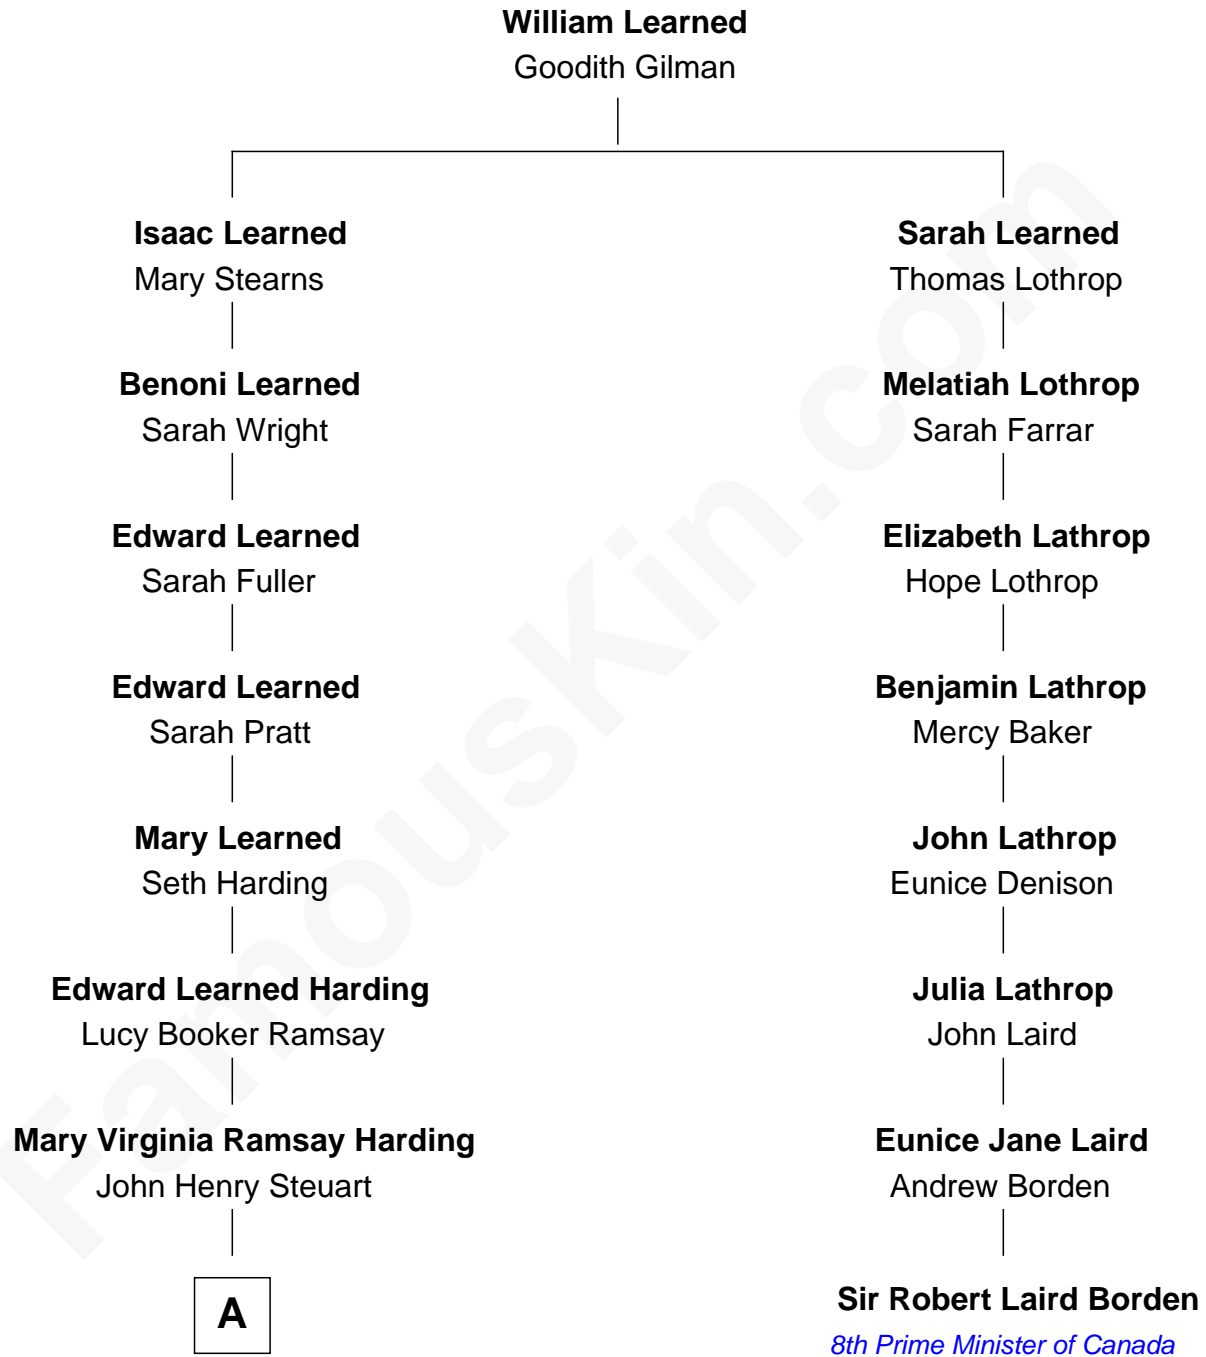 William Learned
Goodith Gilman
Isaac Learned
Mary Stearns
Sarah Learned
Thomas Lothrop
Benoni Learned
Sarah Wright
Melatiah Lothrop
Sarah Farrar
Edward Learned
Sarah Fuller
Elizabeth Lathrop
Hope Lothrop
Edward Learned
Sarah Pratt
Benjamin Lathrop
Mercy Baker
Mary Learned
Seth Harding
John Lathrop
Eunice Denison
Edward Learned Harding
Lucy Booker Ramsay
Julia Lathrop
John Laird
Mary Virginia Ramsay Harding
John Henry Steuart
Eunice Jane Laird
Andrew Borden
A
Sir Robert Laird Borden
8th Prime Minister of Canada
FamousKin.com